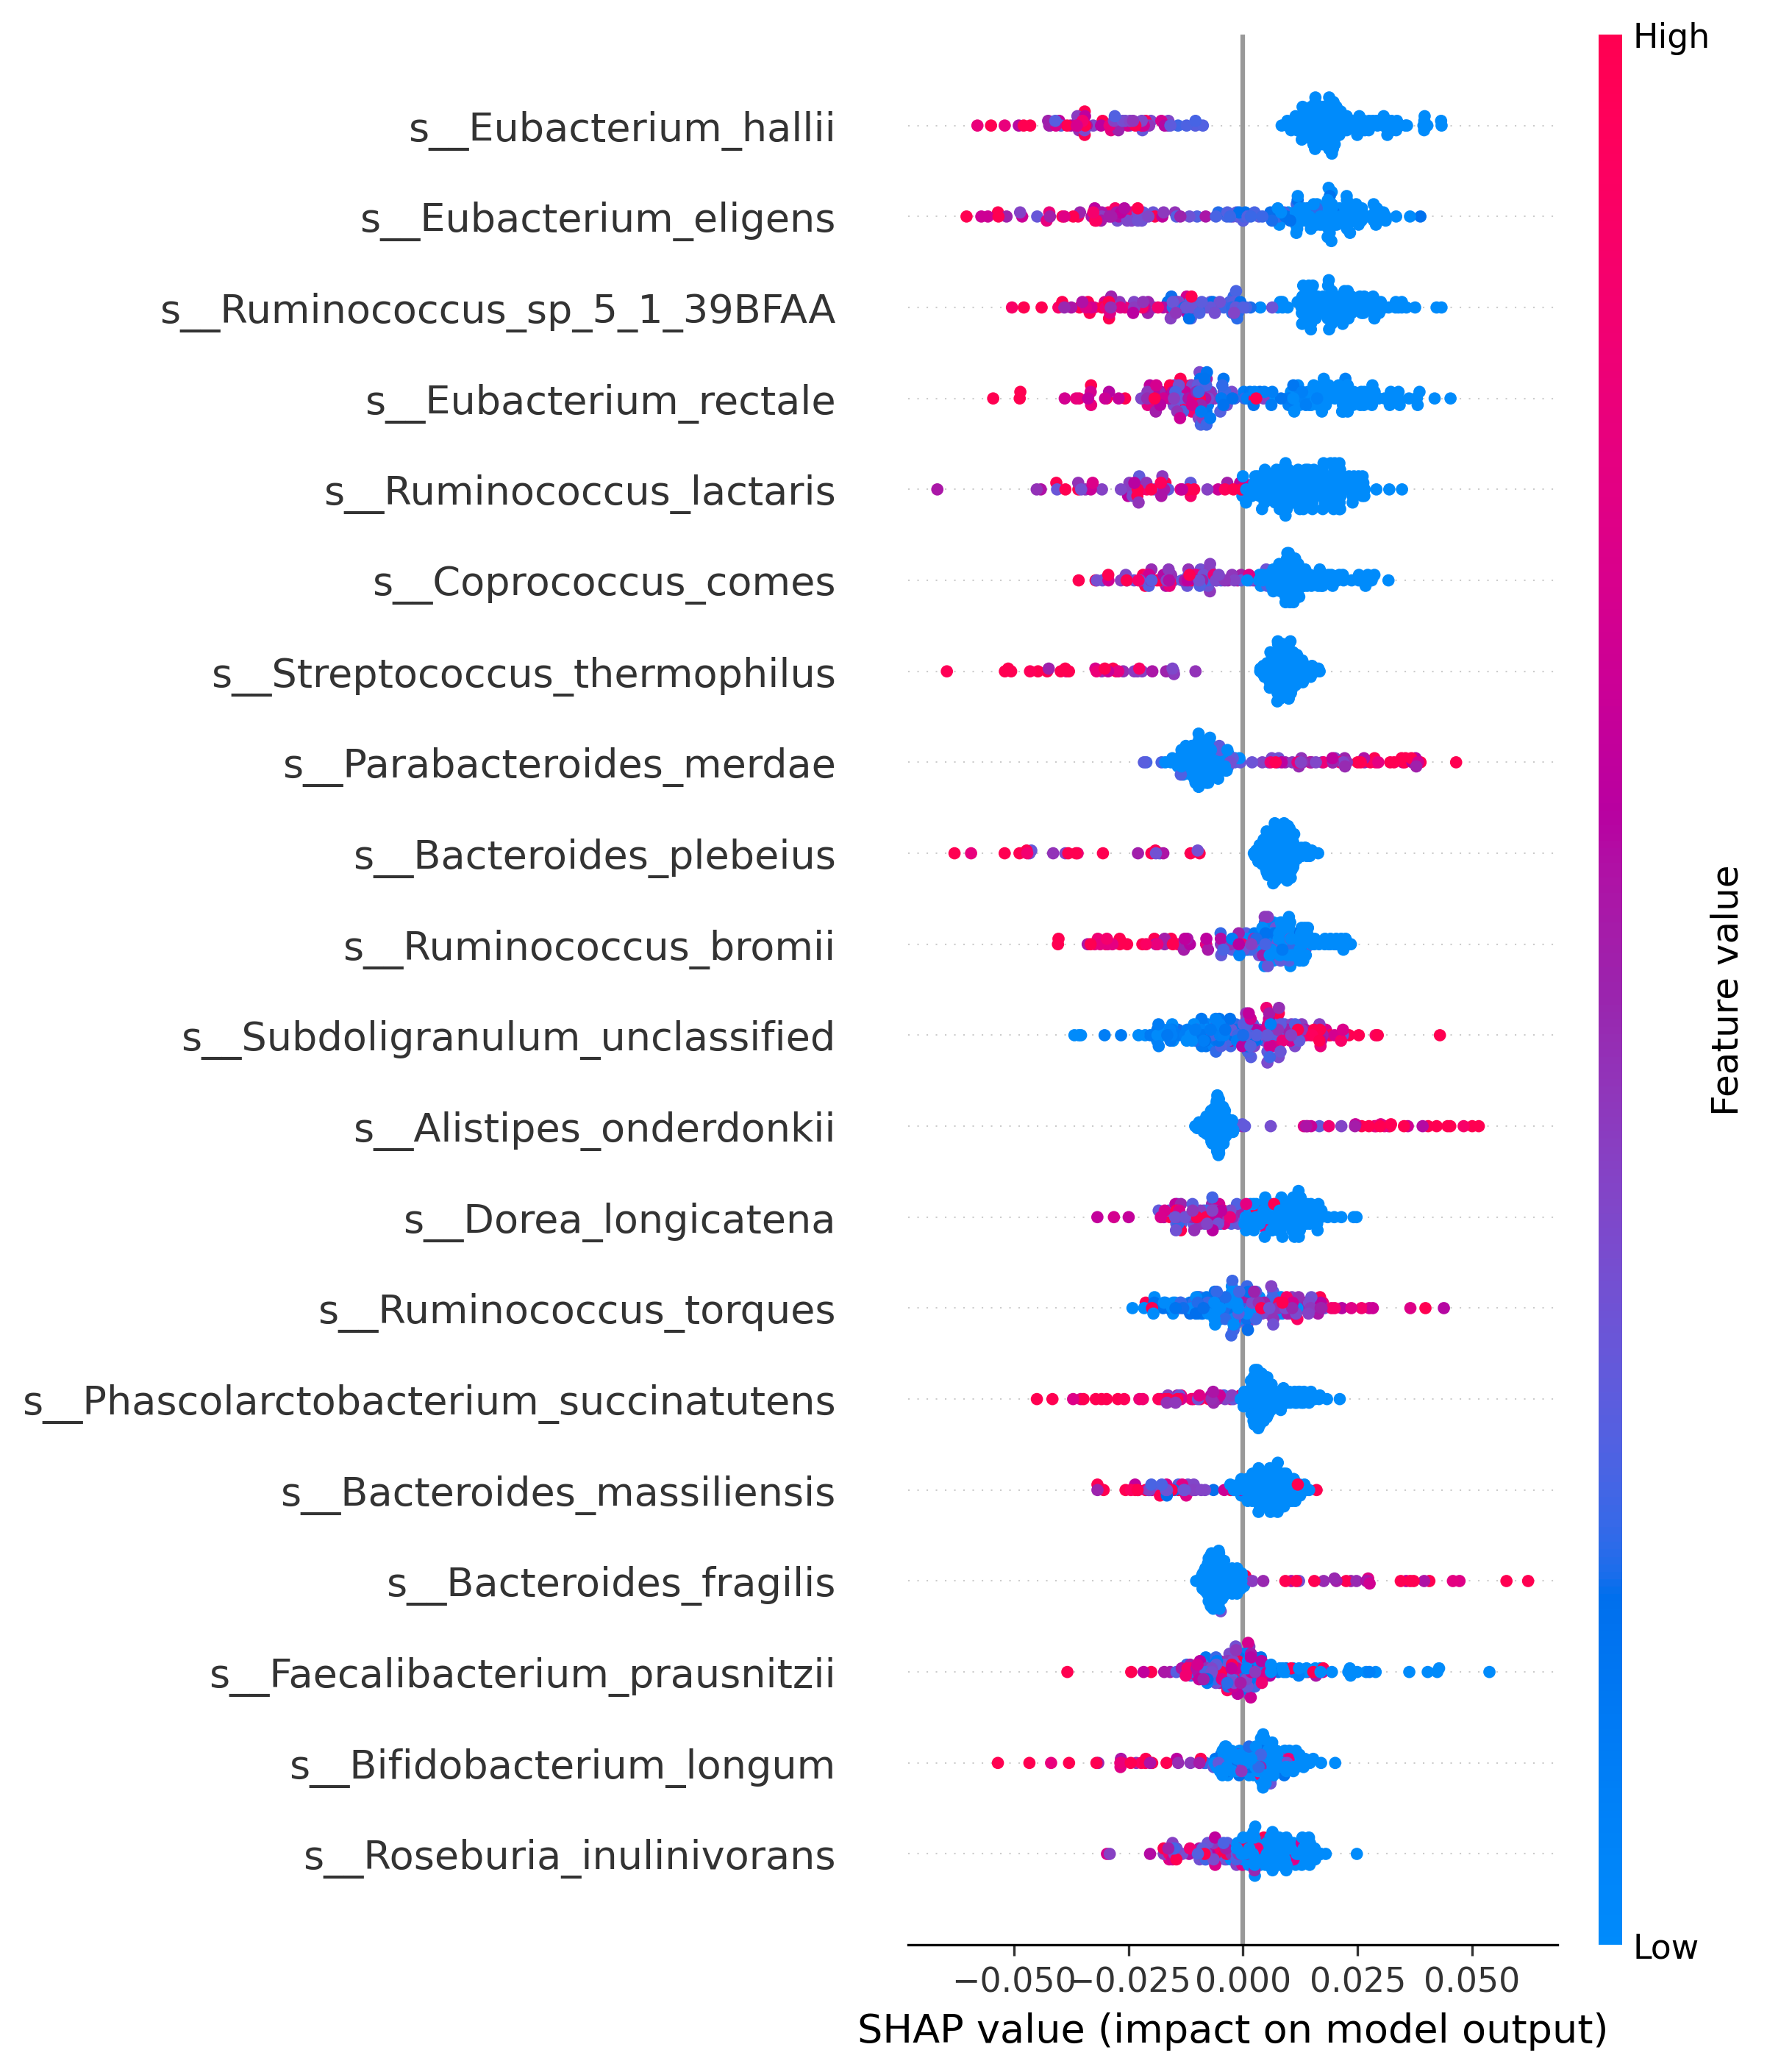 High
s__Eubacterium_hallii
s__Eubacterium_eligens
s__Ruminococcus_sp_5_1_39BFAA
s__Eubacterium_rectale
s__Ruminococcus_lactaris
s__Coprococcus_comes
s__Streptococcus_thermophilus
s__Parabacteroides_merdae
s__Bacteroides_plebeius
s__Ruminococcus_bromii
s__Subdoligranulum_unclassified
s__Alistipes_onderdonkii
s__Dorea_longicatena
s__Ruminococcus_torques
s__Phascolarctobacterium_succinatutens
s__Bacteroides_massiliensis
s__Bacteroides_fragilis
s__Faecalibacterium_prausnitzii
s__Bifidobacterium_longum
s__Roseburia_inulinivorans
Feature value
Low
−0.050 −0.025 0.000 0.025 0.050
SHAP value (impact on model output)